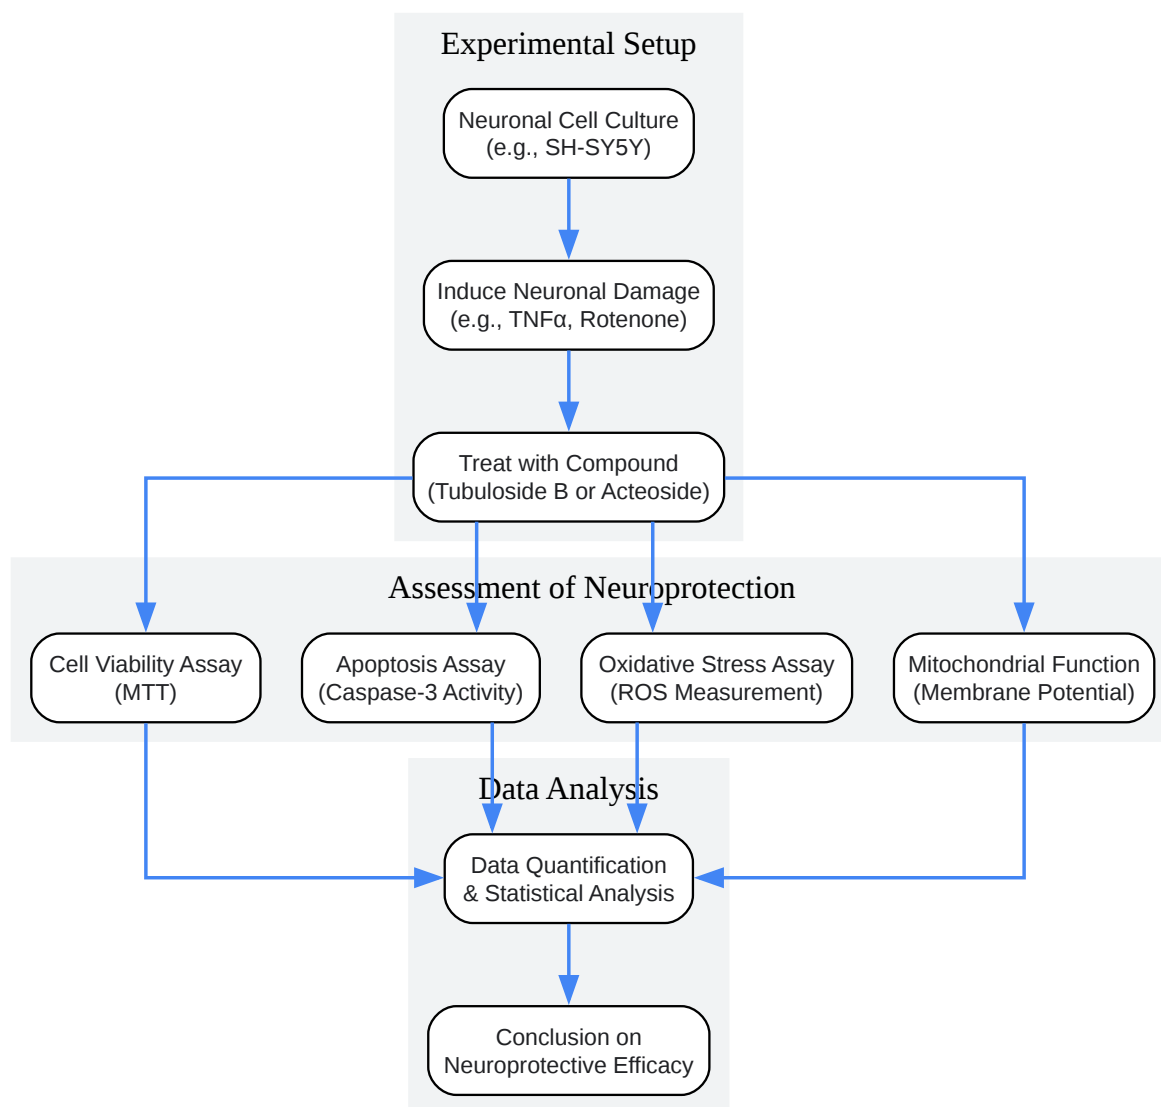 Experimental Setup
Neuronal Cell Culture
(e.g., SH-SY5Y)
Induce Neuronal Damage
(e.g., TNFα, Rotenone)
Treat with Compound
(Tubuloside B or Acteoside)
Assessment of Neuroprotection
Cell Viability Assay
(MTT)
Apoptosis Assay
(Caspase-3 Activity)
Oxidative Stress Assay
(ROS Measurement)
Mitochondrial Function
(Membrane Potential)
Data Analysis
Data Quantification
& Statistical Analysis
Conclusion on
Neuroprotective Efficacy